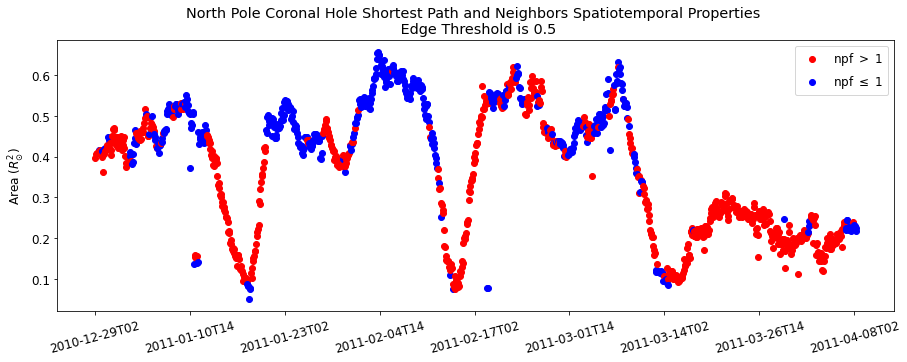 North Pole Coronal Hole Shortest Path and Neighbors Spatiotemporal Properties
Edge Threshold is 0.5
npf > 1
npf ≤ 1
Area (R²⊙)
0.6
0.5
0.4
0.3
0.2
0.1
2010-12-29T02
2011-01-10T14
2011-01-23T02
2011-02-04T14
2011-02-17T02
2011-03-01T14
2011-03-14T02
2011-03-26T14
2011-04-08T02